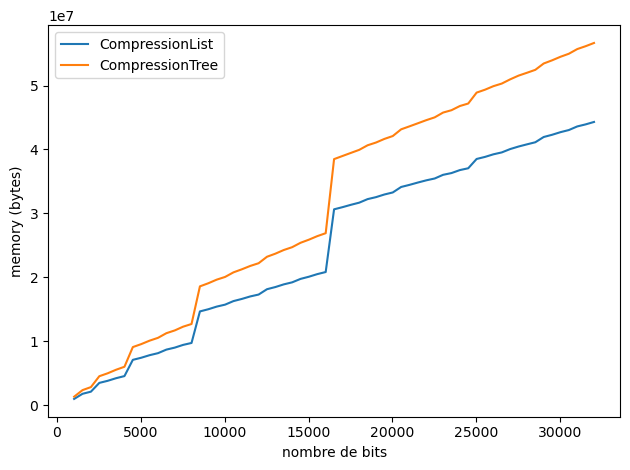 1e7
CompressionList
CompressionTree
5
4
3
2
1
0
memory (bytes)
0 5000 10000 15000 20000 25000 30000
nombre de bits